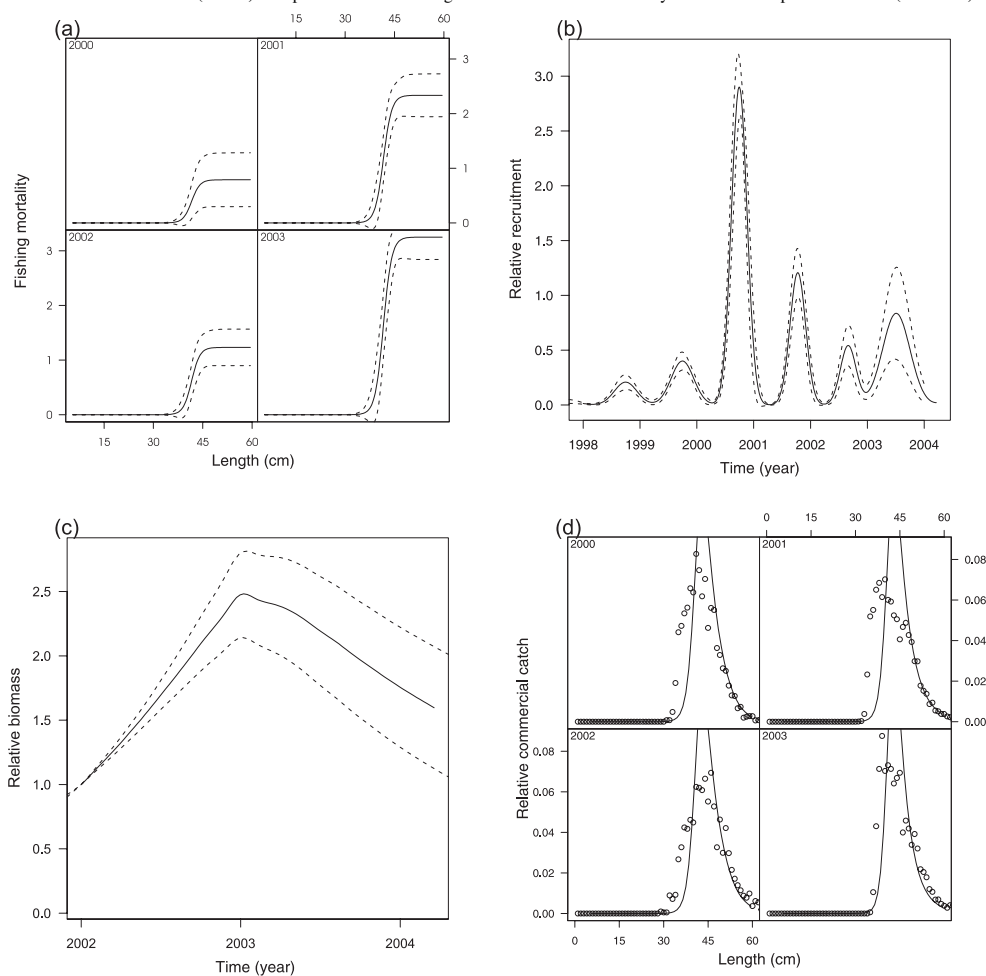 (a)
15 30 45 60
2000
2001
3
2
1
0
2002
2003
3
2
1
0
Fishing mortality
15 30 45 60
Length (cm)
(b)
3.0
2.5
2.0
1.5
1.0
0.5
0.0
Relative recruitment
1998 1999 2000 2001 2002 2003 2004
Time (year)
(c)
2.5
2.0
1.5
1.0
0.5
0.0
Relative biomass
2002 2003 2004
Time (year)
(d)
0 15 30 45 60
2000
2001
0.08
0.06
0.04
0.02
0.00
2002
2003
0.08
0.06
0.04
0.02
0.00
Relative commercial catch
0 15 30 45 60
Length (cm)